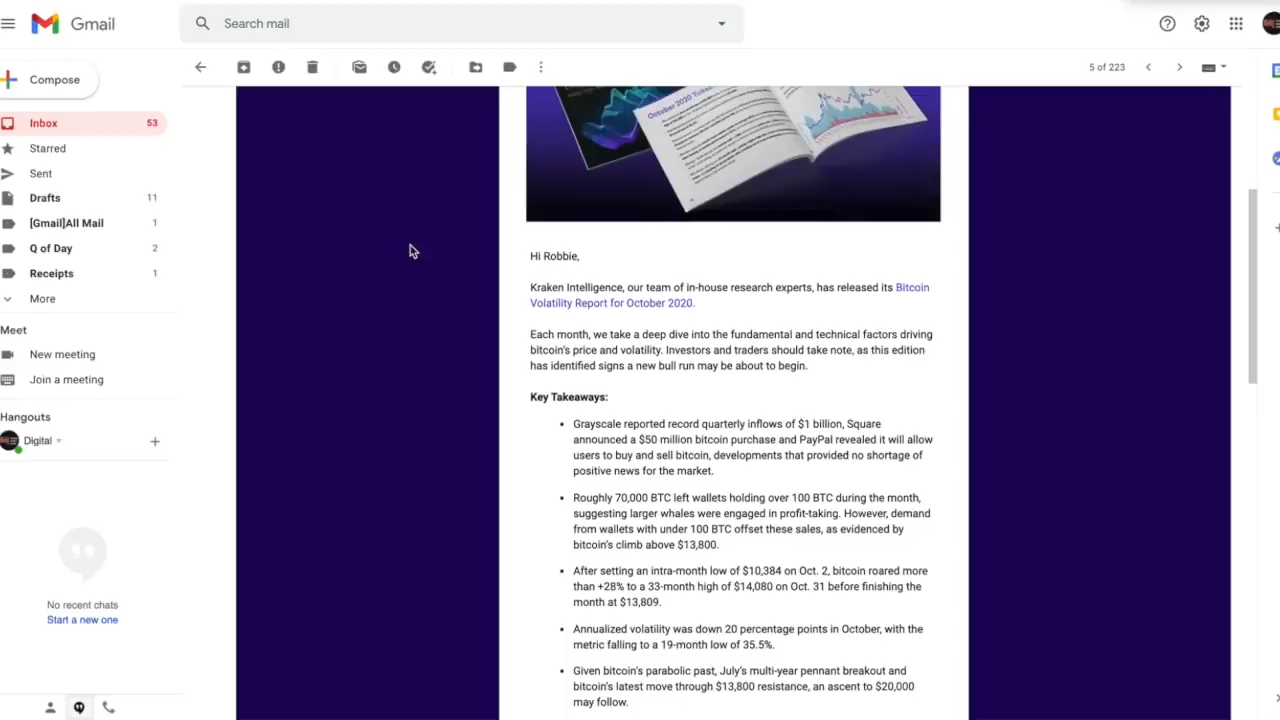 Gmail
Search mail
Compose
5 of 223
Inbox 53
Starred
Sent
Drafts 11
[Gmail]All Mail 1
Q of Day 2
Receipts 1
More
Meet
New meeting
Join a meeting
Hangouts
Digital
No recent chats
Start a new one
October 2020
Hi Robbie,
Kraken Intelligence, our team of in-house research experts, has released its Bitcoin
Volatility Report for October 2020.
Each month, we take a deep dive into the fundamental and technical factors driving
bitcoin's price and volatility. Investors and traders should take note, as this edition
has identified signs a new bull run may be about to begin.
Key Takeaways:
• Grayscale reported record quarterly inflows of $1 billion, Square
announced a $50 million bitcoin purchase and PayPal revealed it will allow
users to buy and sell bitcoin, developments that provided no shortage of
positive news for the market.
• Roughly 70,000 BTC left wallets holding over 100 BTC during the month,
suggesting larger whales were engaged in profit-taking. However, demand
from wallets with under 100 BTC offset these sales, as evidenced by
bitcoin's climb above $13,800.
• After setting an intra-month low of $10,384 on Oct. 2, bitcoin roared more
than +28% to a 33-month high of $14,080 on Oct. 31 before finishing the
month at $13,809.
• Annualized volatility was down 20 percentage points in October, with the
metric falling to a 19-month low of 35.5%.
• Given bitcoin's parabolic past, July's multi-year pennant breakout and
bitcoin's latest move through $13,800 resistance, an ascent to $20,000
may follow.